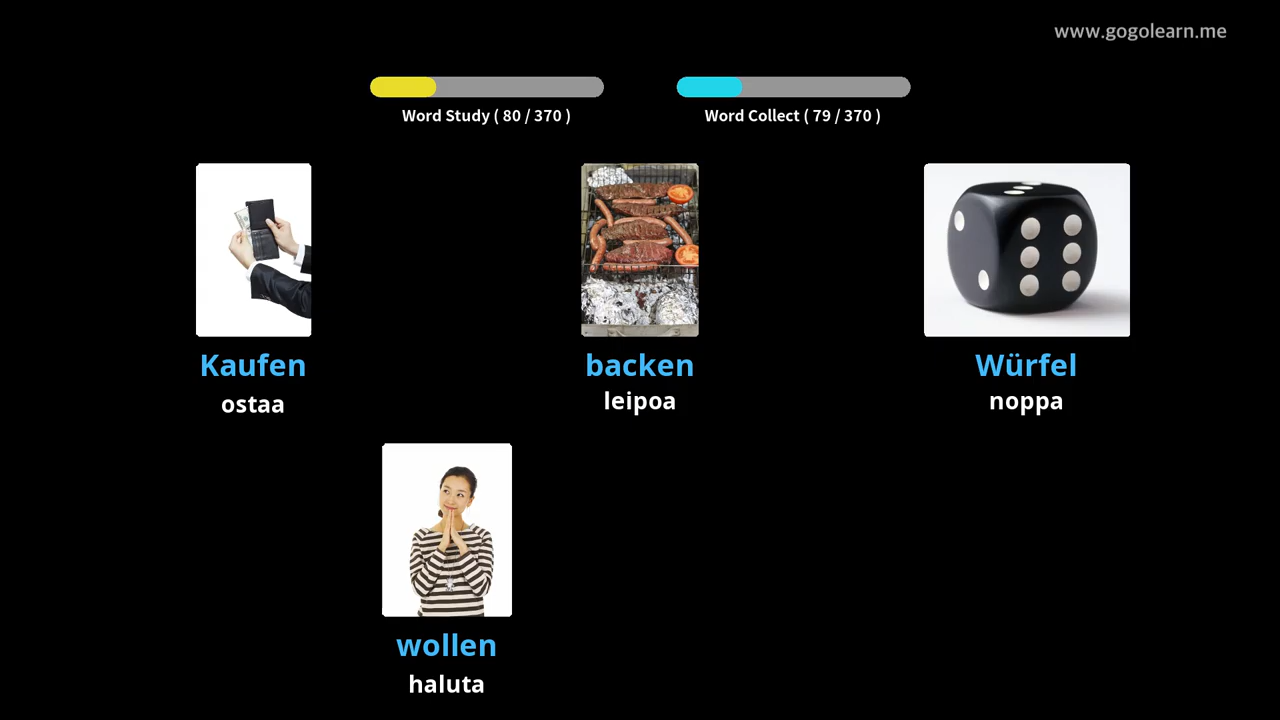 www.gogolearn.me
Word Study ( 80 / 370 )
Word Collect ( 79 / 370 )
Kaufen
ostaa
backen
leipoa
Würfel
noppa
wollen
haluta